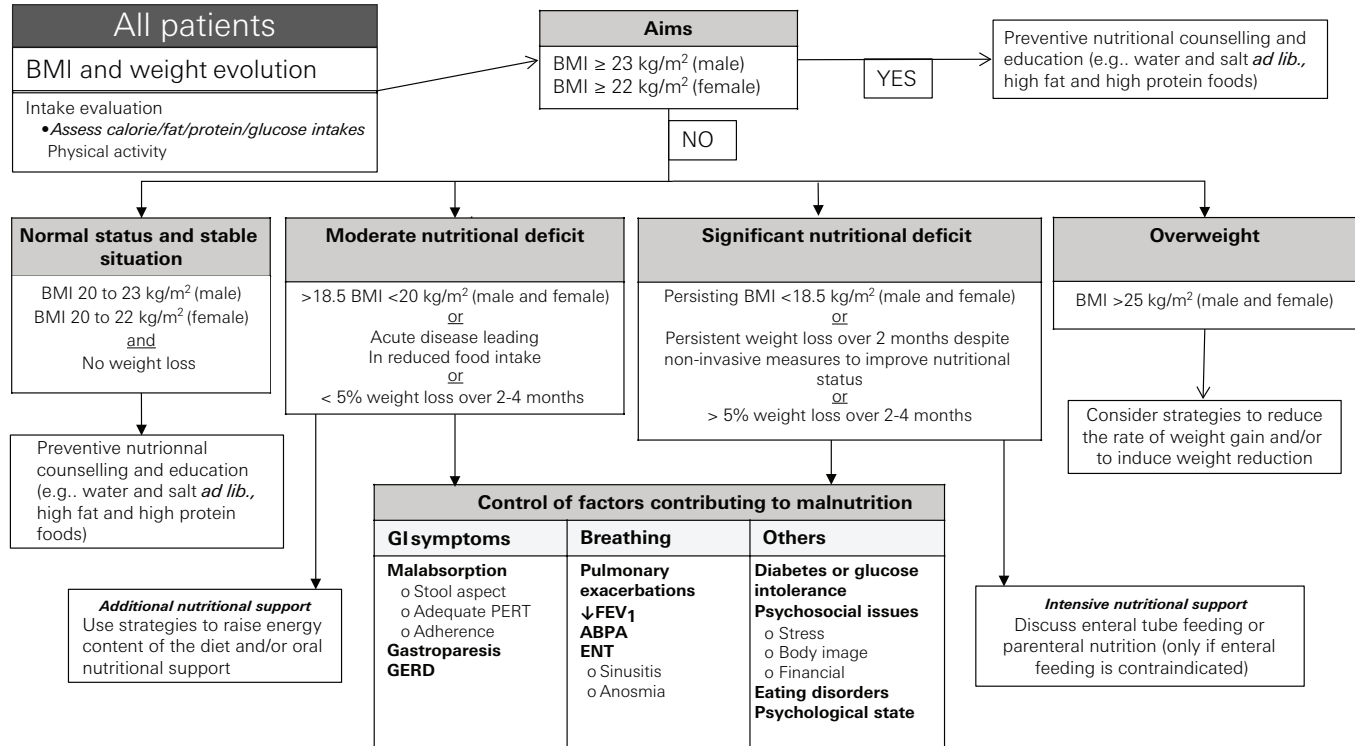 All patients
BMI and weight evolution
Intake evaluation
•Assess calorie/fat/protein/glucose intakes
Physical activity
Aims
BMI ≥ 23 kg/m² (male)
BMI ≥ 22 kg/m² (female)
YES
Preventive nutritional counselling and
education (e.g.. water and salt ad lib.,
high fat and high protein foods)
NO
Normal status and stable
situation
BMI 20 to 23 kg/m² (male)
BMI 20 to 22 kg/m² (female)
and
No weight loss
Moderate nutritional deficit
>18.5 BMI <20 kg/m² (male and female)
or
Acute disease leading
In reduced food intake
or
< 5% weight loss over 2-4 months
Significant nutritional deficit
Persisting BMI <18.5 kg/m² (male and female)
or
Persistent weight loss over 2 months despite
non-invasive measures to improve nutritional
status
or
> 5% weight loss over 2-4 months
Overweight
BMI >25 kg/m² (male and female)
Preventive nutrionnal
counselling and education
(e.g.. water and salt ad lib.,
high fat and high protein
foods)
Consider strategies to reduce
the rate of weight gain and/or
to induce weight reduction
Additional nutritional support
Use strategies to raise energy
content of the diet and/or oral
nutritional support
Control of factors contributing to malnutrition
GI symptoms
Malabsorption
o Stool aspect
o Adequate PERT
o Adherence
Gastroparesis
GERD
Breathing
Pulmonary
exacerbations
↓FEV₁
ABPA
ENT
o Sinusitis
o Anosmia
Others
Diabetes or glucose
intolerance
Psychosocial issues
o Stress
o Body image
o Financial
Eating disorders
Psychological state
Intensive nutritional support
Discuss enteral tube feeding or
parenteral nutrition (only if enteral
feeding is contraindicated)